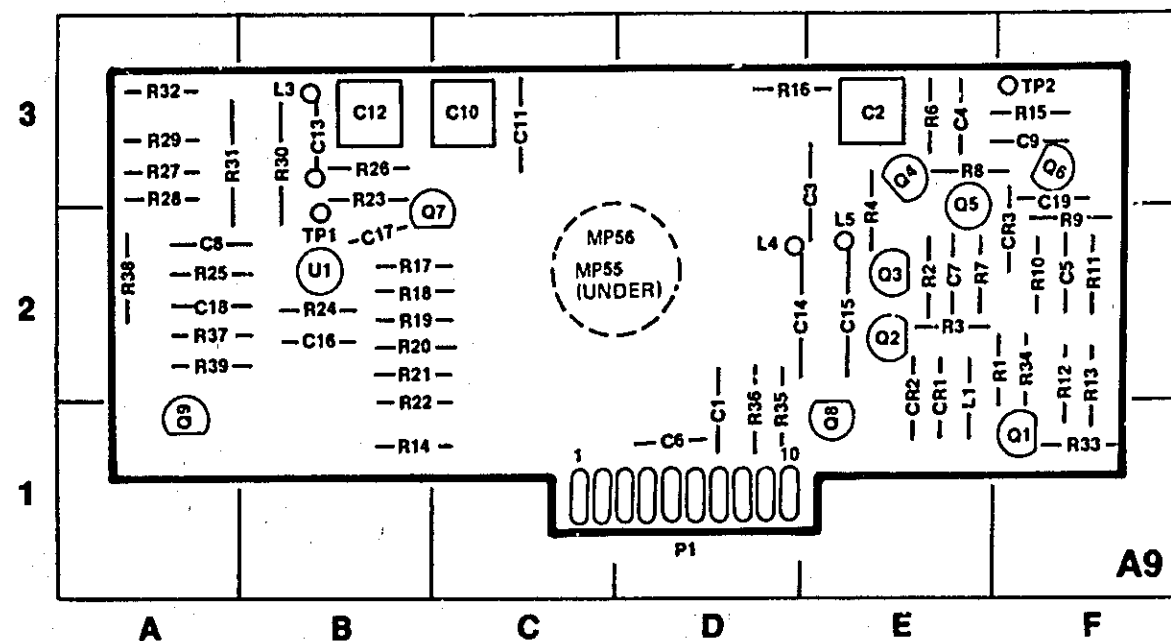 3
R32
L3
C13
C12
C10
C11
R16
C2
R6
C4
TP2
R15
C9
R29
R27
R28
R31
R30
R26
R23
Q7
C3
Q4
R8
Q6
C19
R4
Q5
CR3
R9
TP1
C17
C8
R38
R25
U1
R17
MP56
MP55
(UNDER)
L4
L5
Q3
R2
C7
R7
R10
C5
R11
2
C18
R24
R18
R37
C16
R19
R39
R20
R21
R22
C14
C15
Q2
R3
R1
R34
R12
R13
Q9
R14
C6
C1
R36
R35
Q8
CR2
CR1
L1
Q1
R33
1
10
1
P1
A9
A
B
C
D
E
F